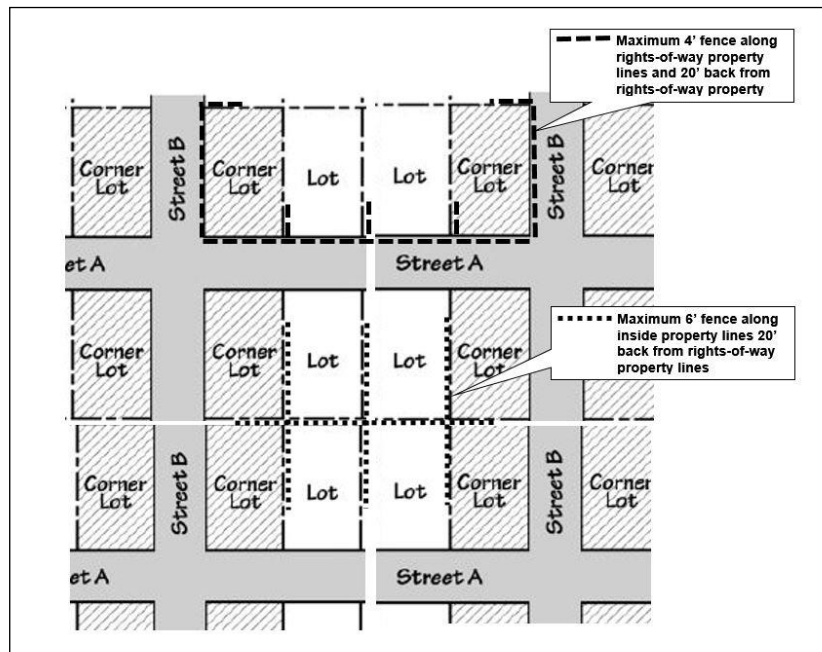 Maximum 4' fence along
rights-of-way property
lines and 20' back from
rights-of-way property
Corner
Lot
Street B
Corner
Lot
Lot
Lot
Corner
Lot
Street B
Corner
Lot
et A
Street A
Maximum 6' fence along
inside property lines 20'
back from rights-of-way
property lines
Corner
Lot
Corner
Lot
Lot
Lot
Corner
Lot
Corner
Lot
Corner
Lot
Street B
Corner
Lot
Lot
Lot
Corner
Lot
Street B
Corner
Lot
et A
Street A